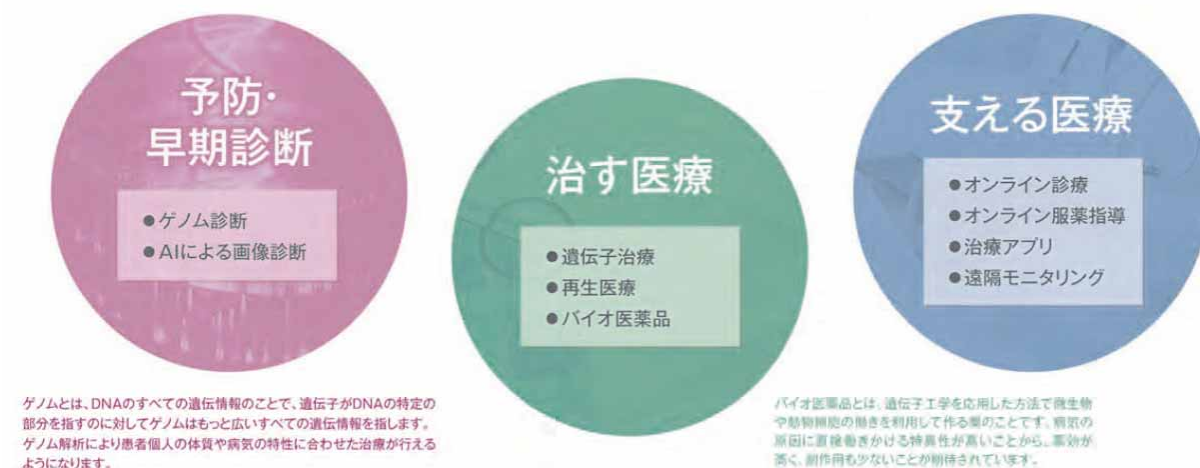 予防・
早期診断
●ゲノム診断
●AIによる画像診断
治す医療
●遺伝子治療
●再生医療
●バイオ医薬品
支える医療
●オンライン診療
●オンライン服薬指導
●治療アプリ
●遠隔モニタリング
ゲノムとは、DNAのすべての遺伝情報のことで、遺伝子がDNAの特定の
部分を指すのに対してゲノムはもっと広いすべての遺伝情報を指します。
ゲノム解析により患者個人の体質や病気の特性に合わせた治療が行える
ようになります。
バイオ医薬品とは、遺伝子工学を応用した方法で微生物
や動物細胞の働きを利用して作る薬のことです。病気の
原因に直接働きかける特異性が高いことから、薬効が
高く、副作用も少ないことが期待されています。